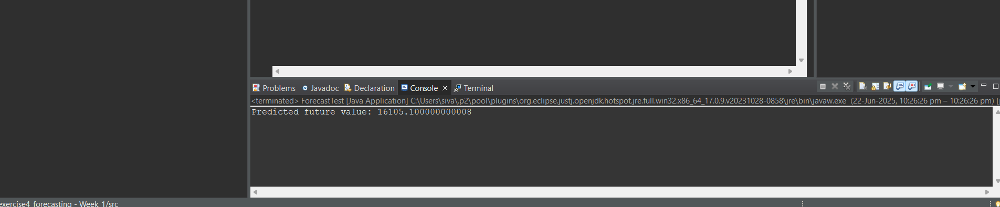 Problems Javadoc Declaration Console Terminal
<terminated> ForecastTest [Java Application] C:\Users\siva\.p2\pool\plugins\org.eclipse.justj.openjdk.hotspot.jre.full.win32.x86_64_17.0.9.v20231028-0858\jre\bin\javaw.exe (22-Jun-2025, 10:26:26 pm – 10:26:26 pm) [
Predicted future value: 16105.100000000008
exercise4_forecasting - Week_1/src